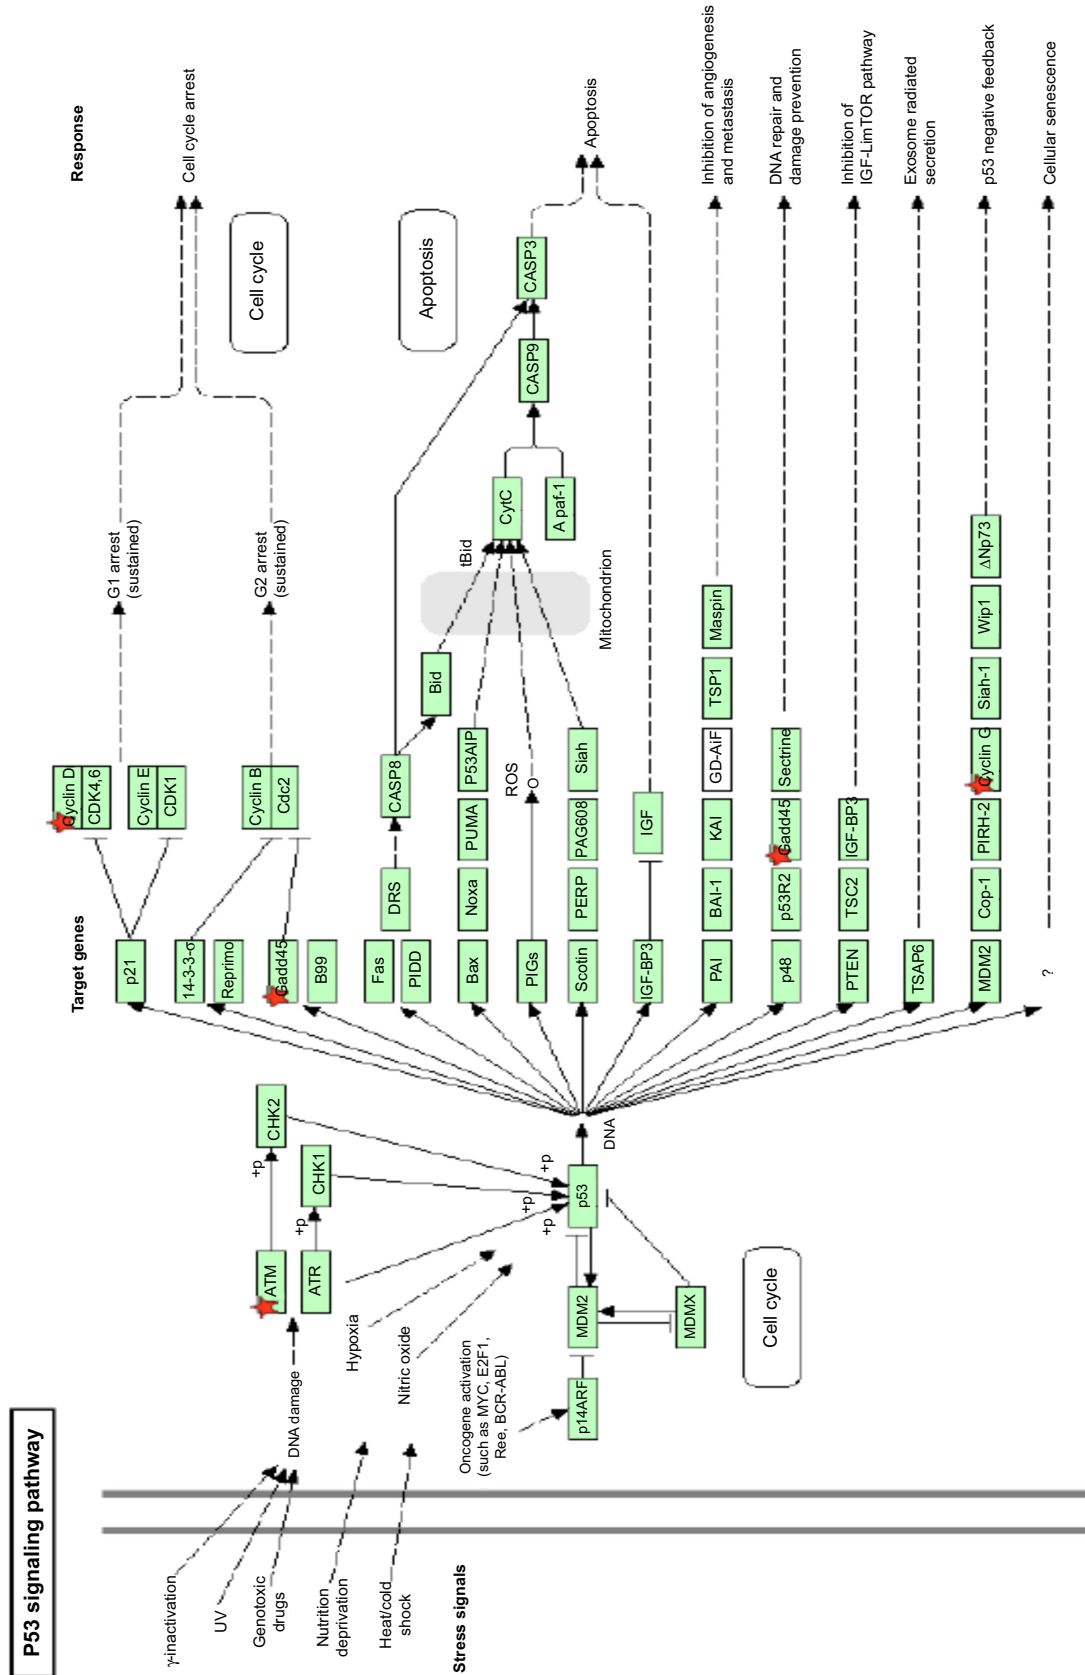 P53 signaling pathway
Stress signals
Target genes
Response
γ-inactivation
UV
Genotoxic
drugs
Nutrition
deprivation
Heat/cold
shock
DNA damage
Hypoxia
Nitric oxide
Oncogene activation
(such as MYC, E2F1,
Ree, BCR-ABL)
p14ARF
ATM
+p
CHK2
ATR
+p
CHK1
+p
+p
+p
MDM2
p53
MDMX
Cell cycle
DNA
p21
Cyclin D
CDK4,6
Cyclin E
CDK1
G1 arrest
(sustained)
14-3-3-σ
Reprimo
Gadd45
B99
Cyclin B
Cdc2
G2 arrest
(sustained)
Cell cycle arrest
Cell cycle
Fas
PIDD
DRS
CASP8
Bid
tBid
Apoptosis
Bax
Noxa
PUMA
P53AIP
CytC
CASP9
CASP3
PIGs
ROS
O
A paf-1
Mitochondrion
Apoptosis
Scotin
PERP
PAG608
Siah
IGF-BP3
IGF
PAI
BAI-1
KAI
GD-AiF
TSP1
Maspin
Inhibition of angiogenesis
and metastasis
p48
p53R2
Gadd45
Sectrine
DNA repair and
damage prevention
PTEN
TSC2
IGF-BP3
Inhibition of
IGF-LimTOR pathway
TSAP6
Exosome radiated
secretion
MDM2
Cop-1
PIRH-2
Cyclin G
Siah-1
Wip1
ΔNp73
p53 negative feedback
?
Cellular senescence